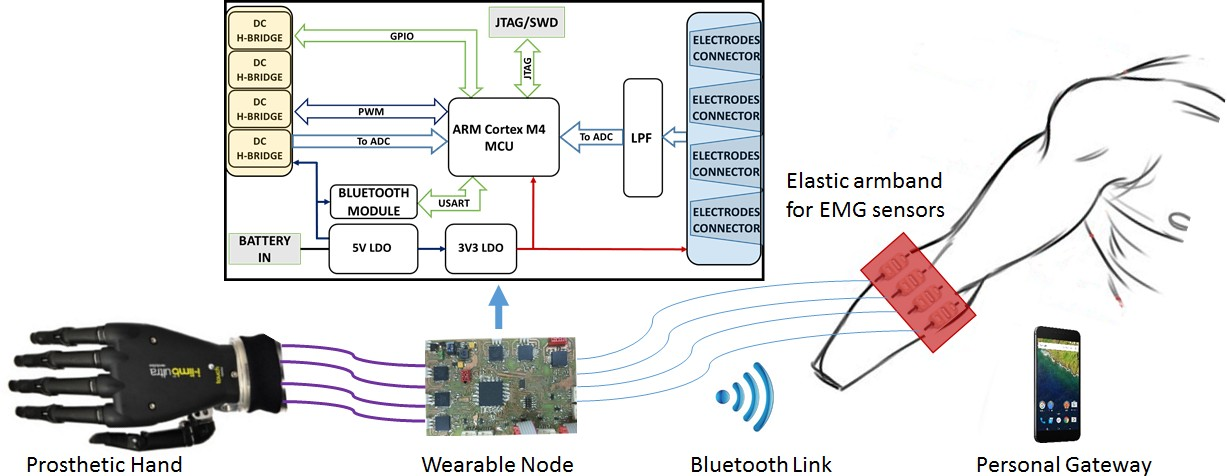 DC
H-BRIDGE
DC
H-BRIDGE
DC
H-BRIDGE
DC
H-BRIDGE
GPIO
JTAG/SWD
JTAG
PWM
To ADC
ARM Cortex M4
MCU
To ADC
LPF
ELECTRODES
CONNECTOR
ELECTRODES
CONNECTOR
ELECTRODES
CONNECTOR
ELECTRODES
CONNECTOR
BLUETOOTH
MODULE
USART
BATTERY
IN
5V LDO
3V3 LDO
Elastic armband
for EMG sensors
ultra
Prosthetic Hand
Wearable Node
Bluetooth Link
Personal Gateway